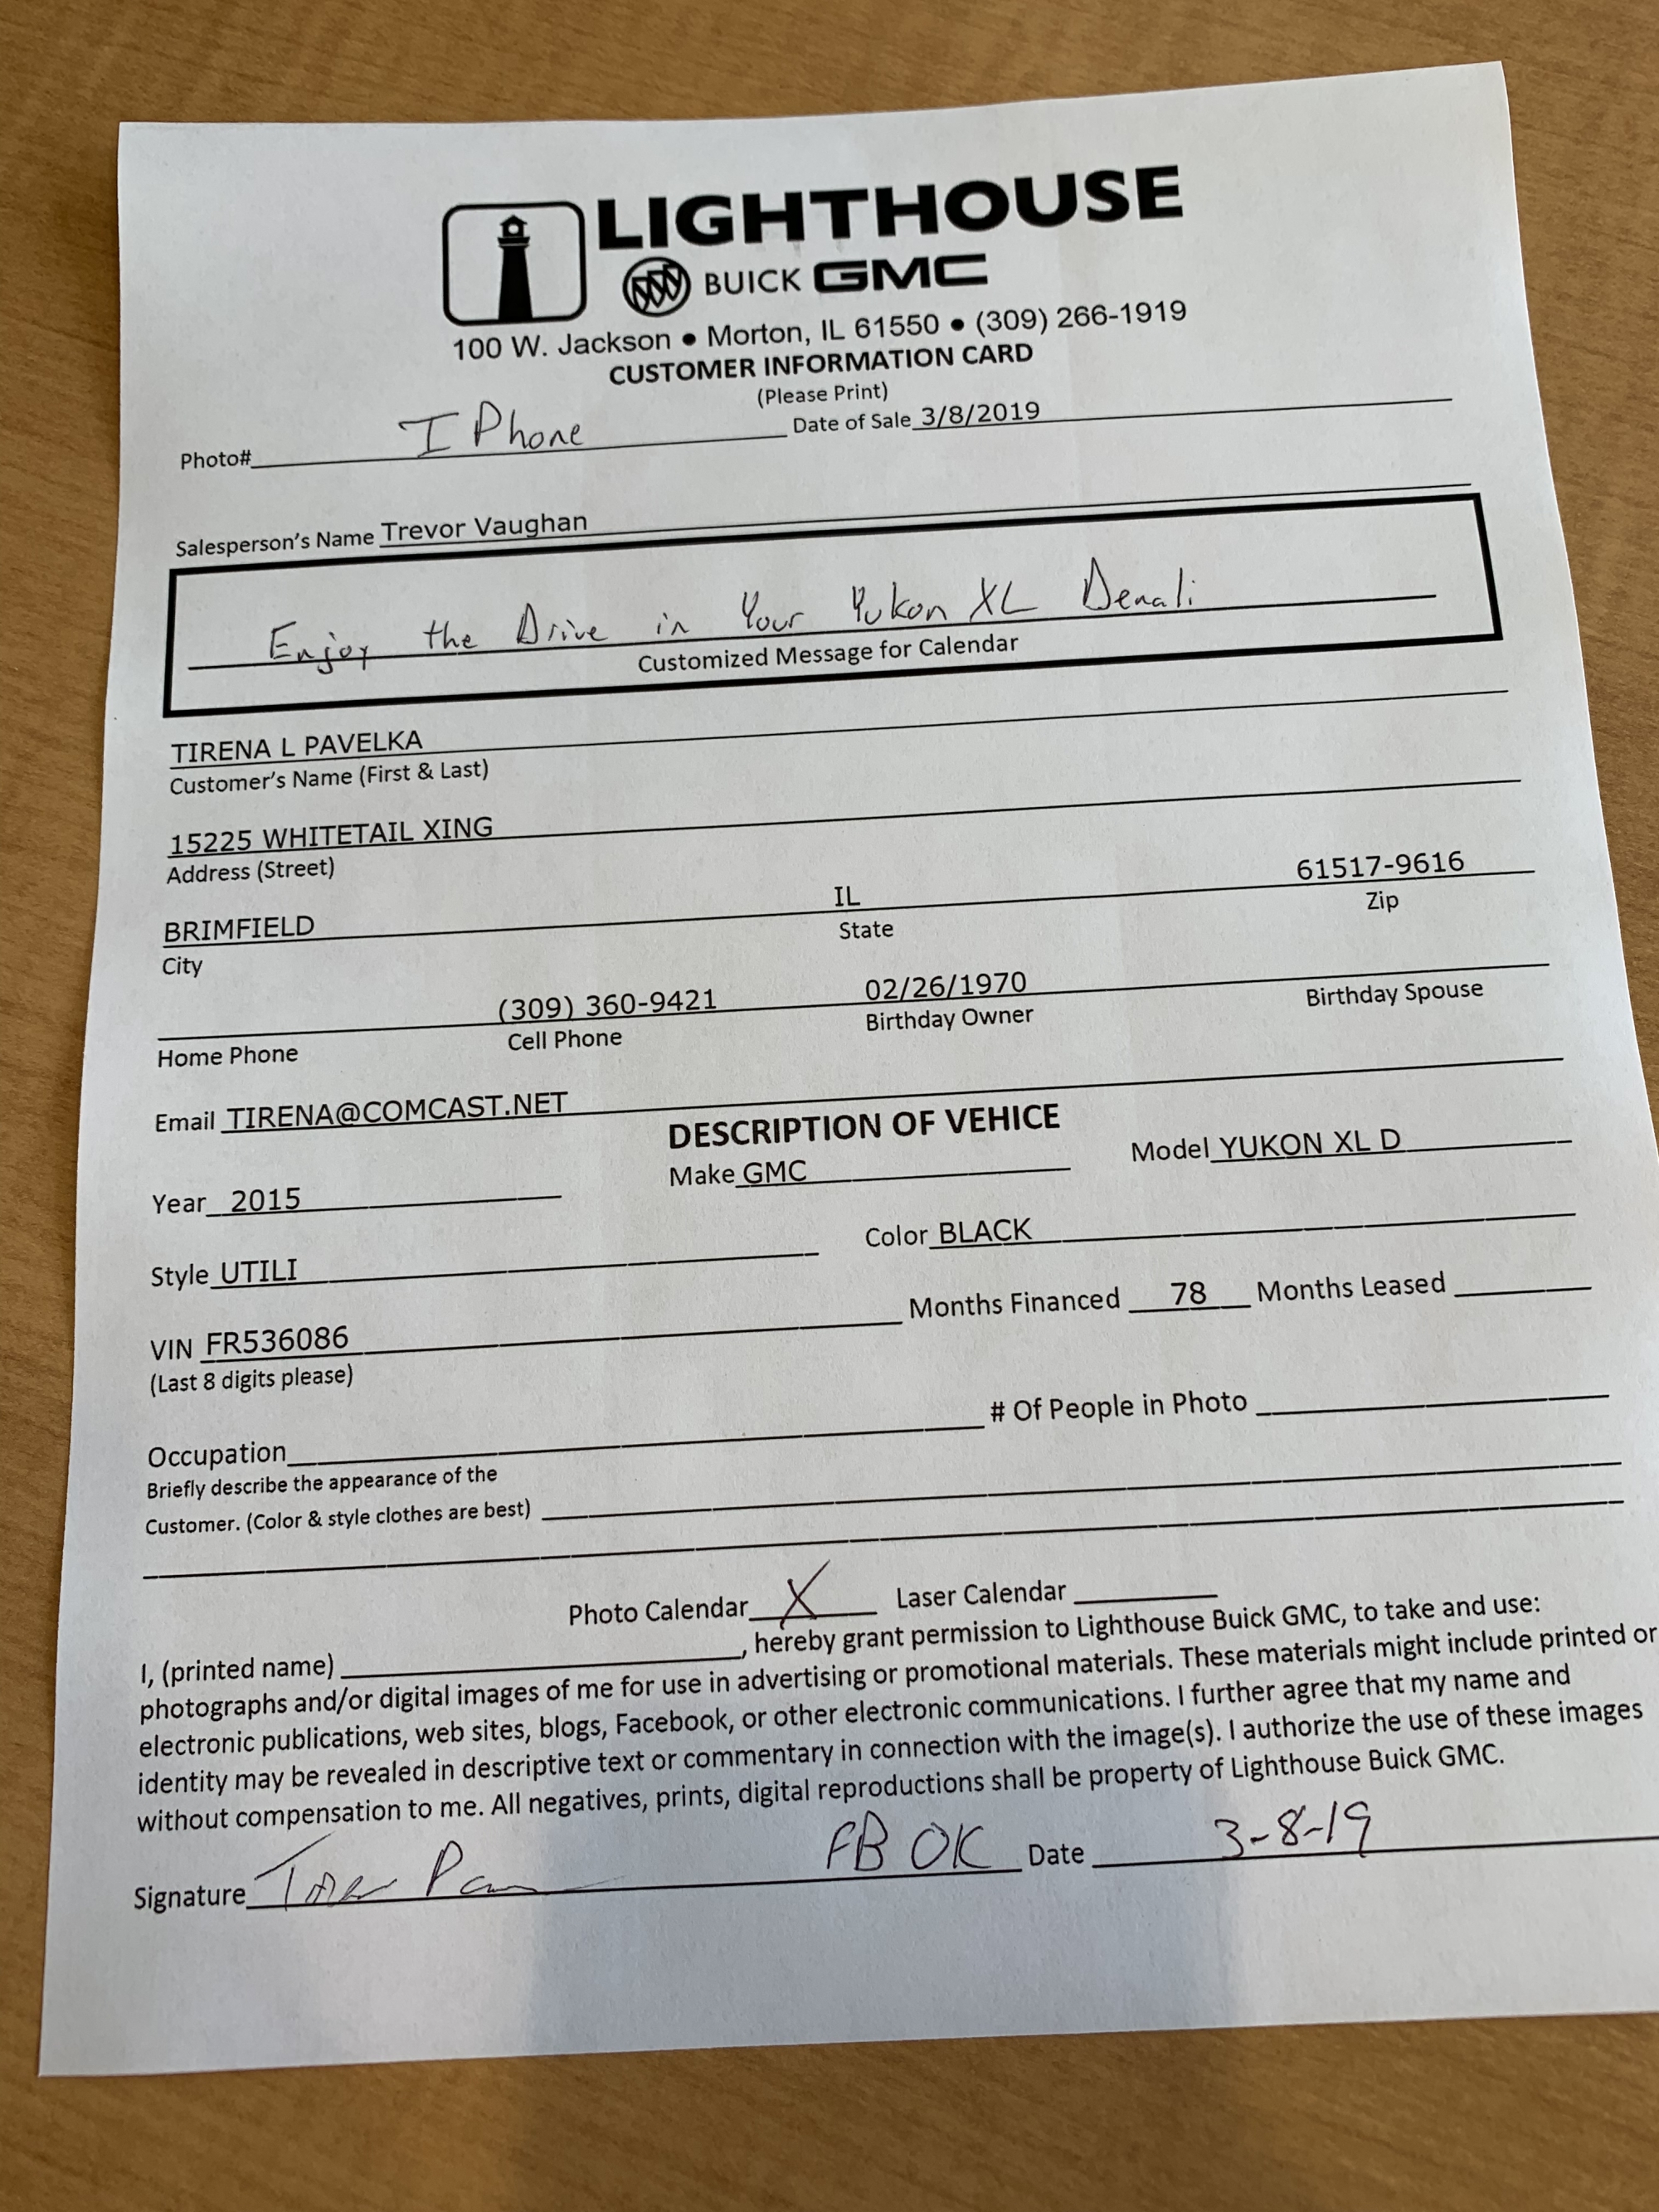 LIGHTHOUSE
BUICK GMC
100 W. Jackson • Morton, IL 61550 • (309) 266-1919
CUSTOMER INFORMATION CARD
(Please Print)
Photo# I Phone Date of Sale 3/8/2019
Salesperson's Name Trevor Vaughan
Enjoy the Drive in Your Yukon XL Denali
Customized Message for Calendar
TIRENA L PAVELKA
Customer's Name (First & Last)
15225 WHITETAIL XING
Address (Street)
BRIMFIELD IL 61517-9616
City State Zip
(309) 360-9421 02/26/1970
Home Phone Cell Phone Birthday Owner Birthday Spouse
Email TIRENA@COMCAST.NET
DESCRIPTION OF VEHICE
Year 2015 Make GMC Model YUKON XL D
Style UTILI Color BLACK
VIN FR536086 Months Financed 78 Months Leased
(Last 8 digits please)
Occupation # Of People in Photo
Briefly describe the appearance of the
Customer. (Color & style clothes are best)
Photo Calendar X Laser Calendar
I, (printed name) , hereby grant permission to Lighthouse Buick GMC, to take and use:
photographs and/or digital images of me for use in advertising or promotional materials. These materials might include printed or
electronic publications, web sites, blogs, Facebook, or other electronic communications. I further agree that my name and
identity may be revealed in descriptive text or commentary in connection with the image(s). I authorize the use of these images
without compensation to me. All negatives, prints, digital reproductions shall be property of Lighthouse Buick GMC.
Signature FB OK Date 3-8-19